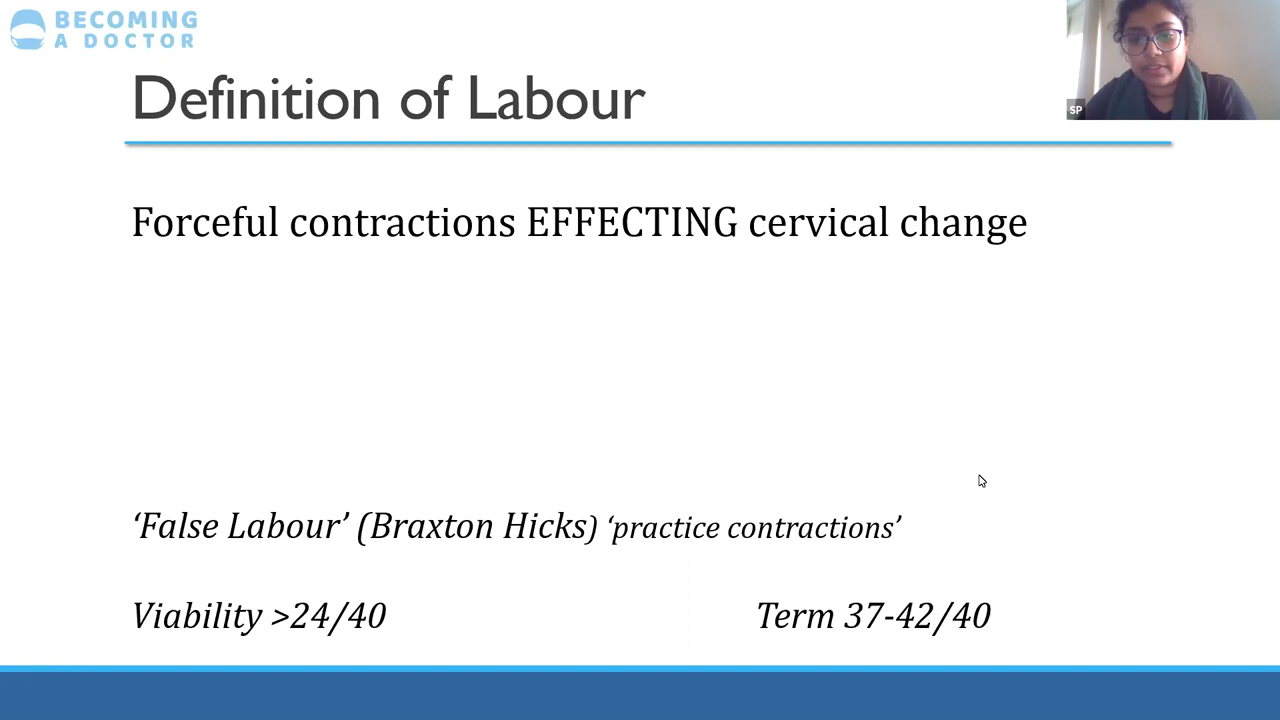 BECOMING
A DOCTOR
Definition of Labour
SP
Forceful contractions EFFECTING cervical change
‘False Labour’ (Braxton Hicks) ‘practice contractions’
Viability >24/40
Term 37-42/40